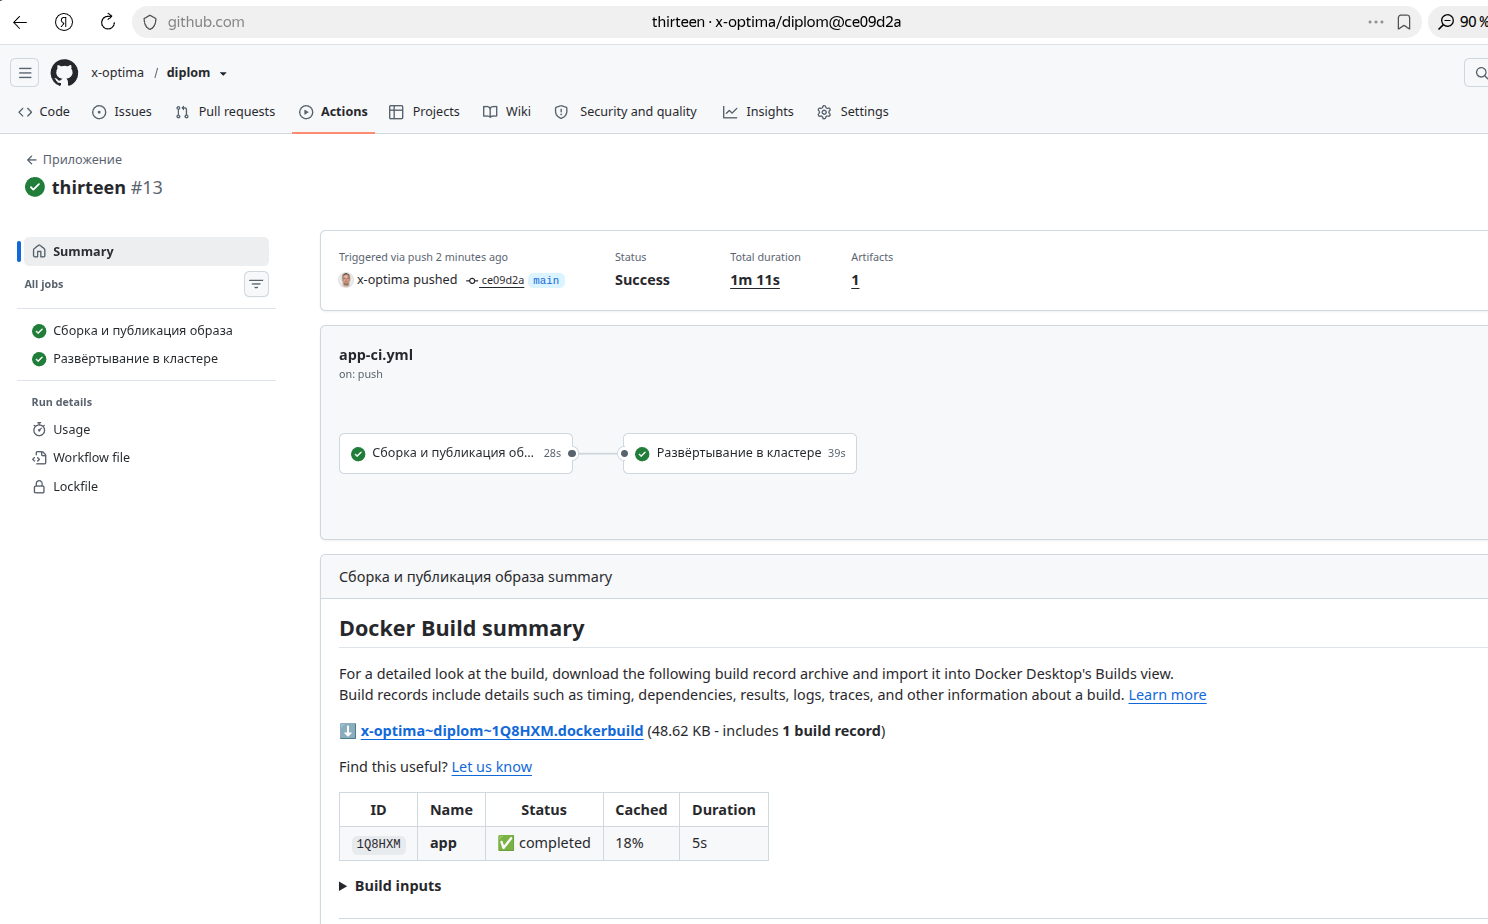 github.com
thirteen · x-optima/diplom@ce09d2a
90 %
x-optima / diplom
Code Issues Pull requests Actions Projects Wiki Security and quality Insights Settings
Приложение
thirteen #13
Summary
All jobs
Сборка и публикация образа
Развёртывание в кластере
Run details
Usage
Workflow file
Lockfile
Triggered via push 2 minutes ago
x-optima pushed ce09d2a main
Status
Success
Total duration
1m 11s
Artifacts
1
app-ci.yml
on: push
Сборка и публикация об... 28s
Развёртывание в кластере 39s
Сборка и публикация образа summary
Docker Build summary
For a detailed look at the build, download the following build record archive and import it into Docker Desktop's Builds view.
Build records include details such as timing, dependencies, results, logs, traces, and other information about a build. Learn more
x-optima~diplom~1Q8HXM.dockerbuild (48.62 KB - includes 1 build record)
Find this useful? Let us know
ID Name Status Cached Duration
1Q8HXM app completed 18% 5s
Build inputs